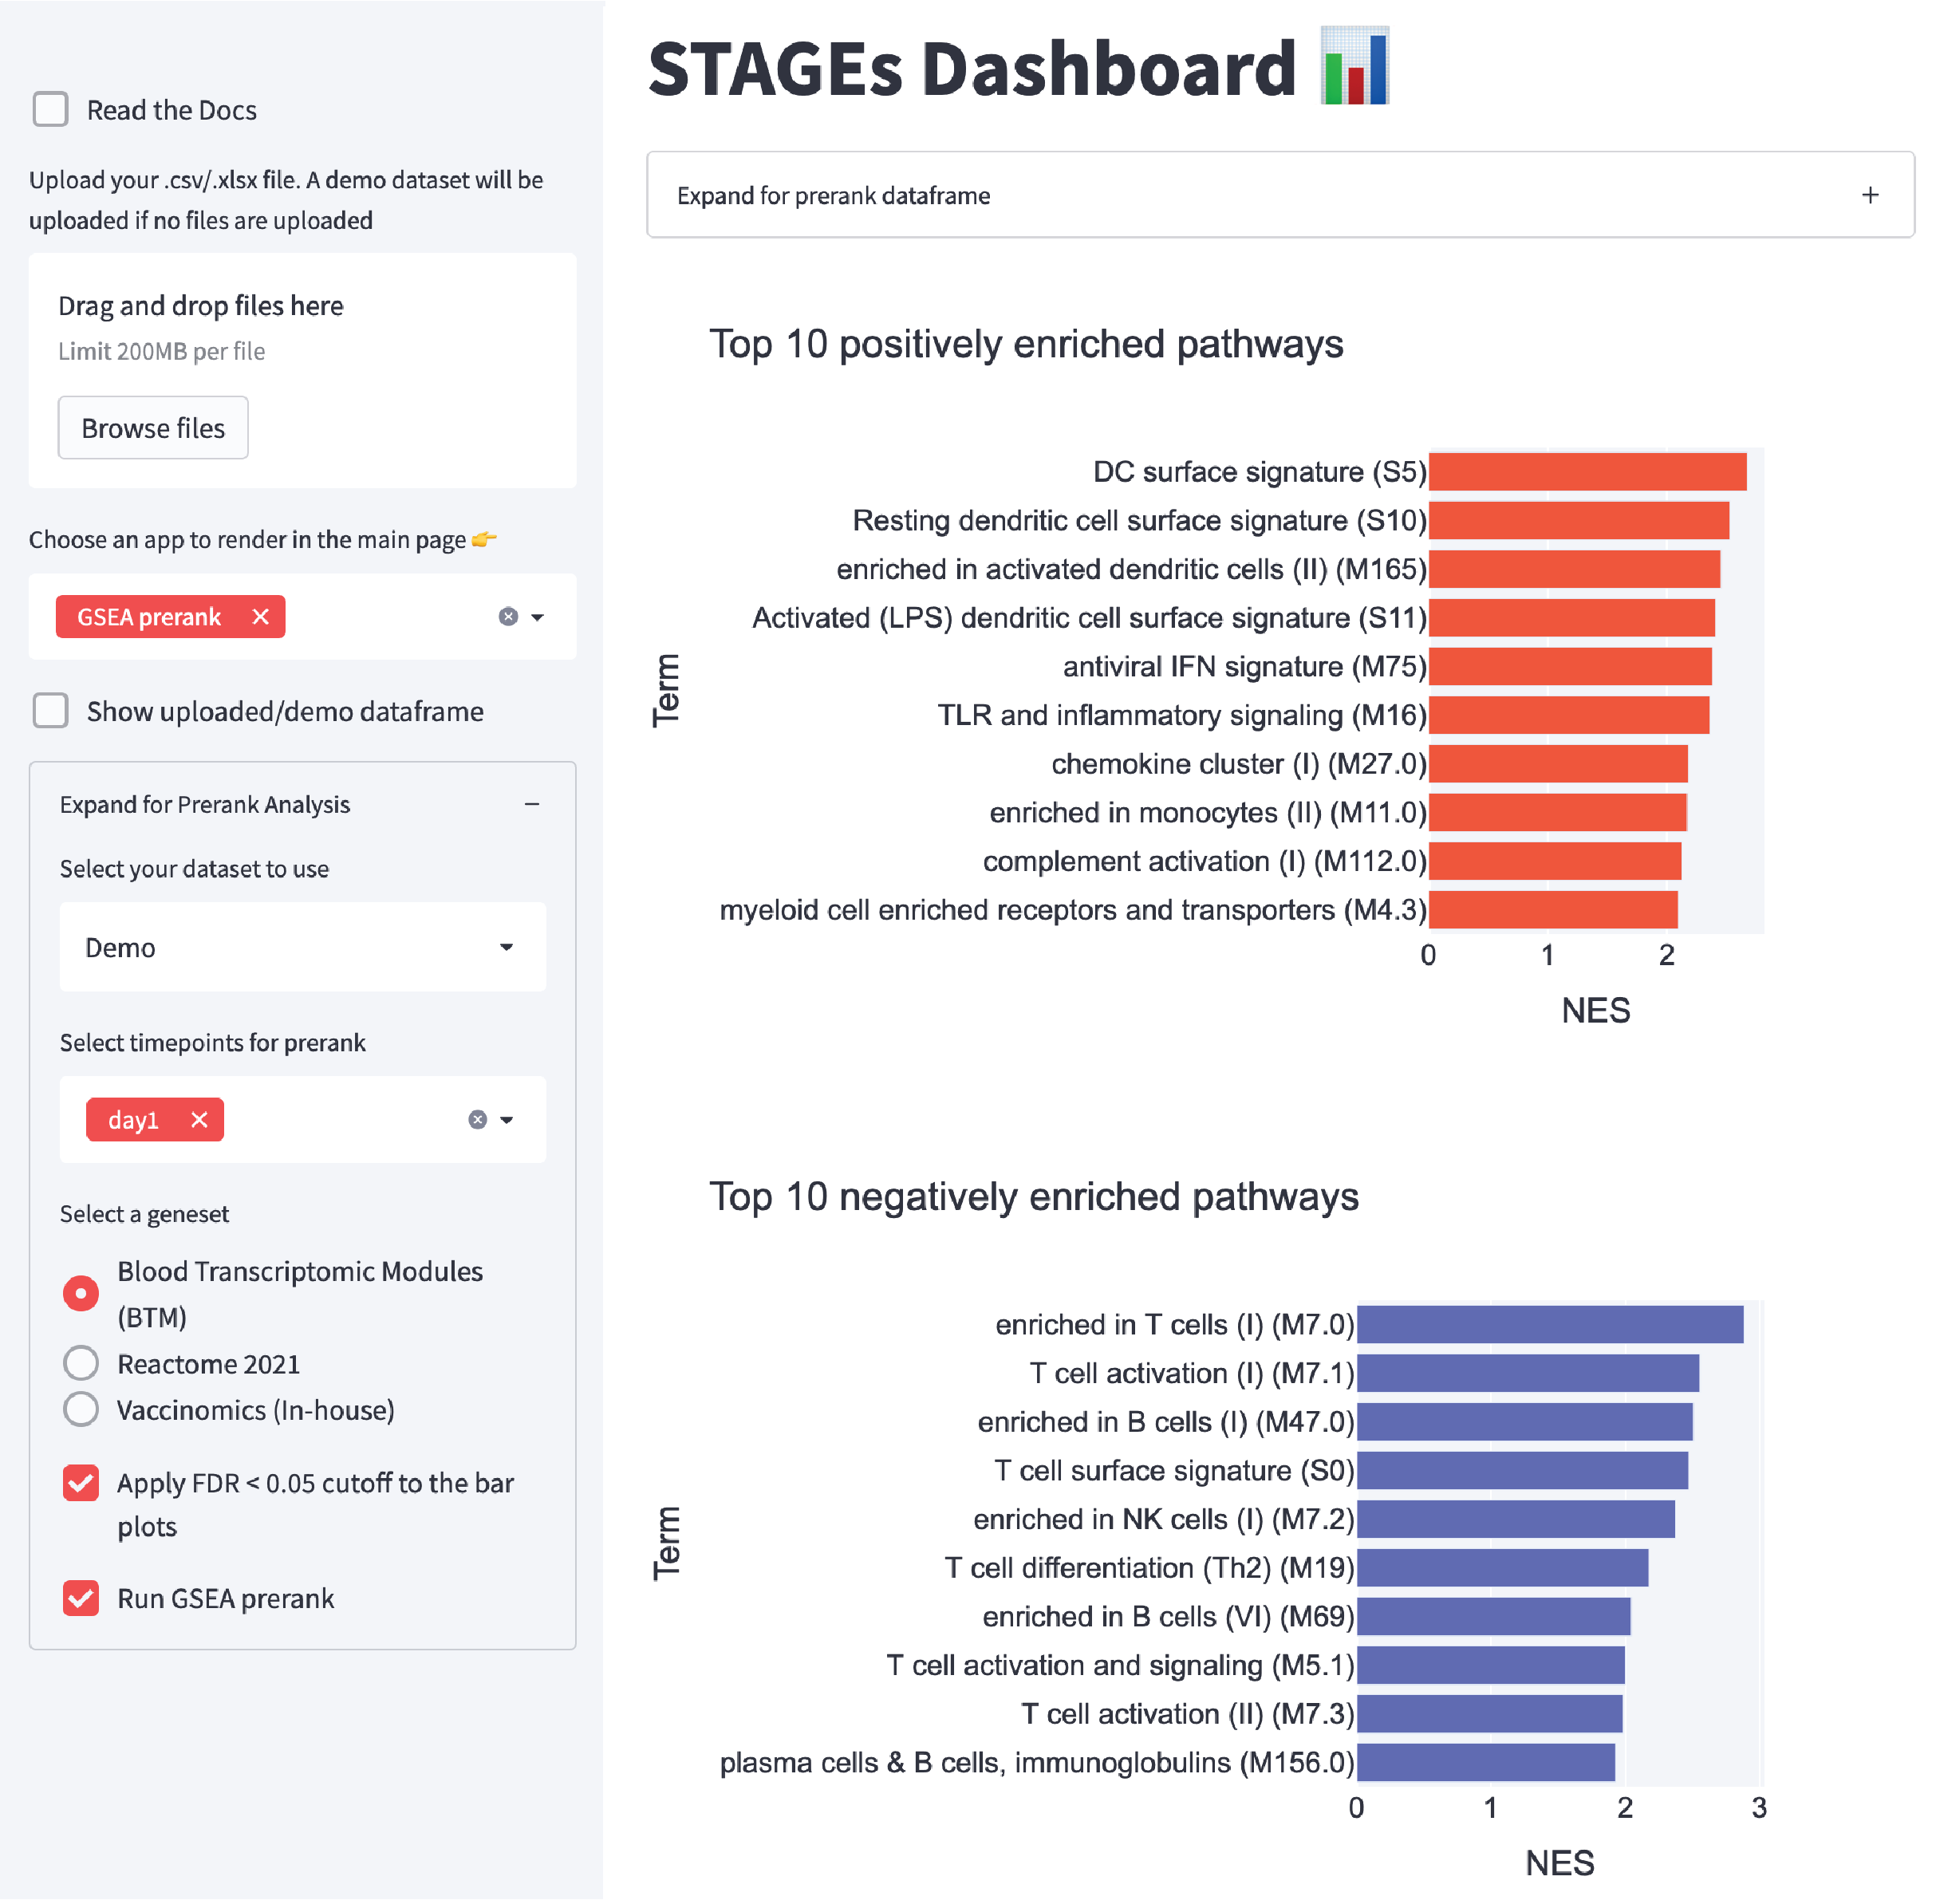 Read the Docs
Upload your .csv/.xlsx file. A demo dataset will be
uploaded if no files are uploaded
Drag and drop files here
Limit 200MB per file
Browse files
Choose an app to render in the main page 👉
GSEA prerank ×
Show uploaded/demo dataframe
Expand for Prerank Analysis −
Select your dataset to use
Demo
Select timepoints for prerank
day1 ×
Select a geneset
Blood Transcriptomic Modules
(BTM)
Reactome 2021
Vaccinomics (In-house)
Apply FDR < 0.05 cutoff to the bar
plots
Run GSEA prerank
STAGEs Dashboard 📊
Expand for prerank dataframe +
Top 10 positively enriched pathways
Term
DC surface signature (S5)
Resting dendritic cell surface signature (S10)
enriched in activated dendritic cells (II) (M165)
Activated (LPS) dendritic cell surface signature (S11)
antiviral IFN signature (M75)
TLR and inflammatory signaling (M16)
chemokine cluster (I) (M27.0)
enriched in monocytes (II) (M11.0)
complement activation (I) (M112.0)
myeloid cell enriched receptors and transporters (M4.3)
0 1 2
NES
Top 10 negatively enriched pathways
Term
enriched in T cells (I) (M7.0)
T cell activation (I) (M7.1)
enriched in B cells (I) (M47.0)
T cell surface signature (S0)
enriched in NK cells (I) (M7.2)
T cell differentiation (Th2) (M19)
enriched in B cells (VI) (M69)
T cell activation and signaling (M5.1)
T cell activation (II) (M7.3)
plasma cells & B cells, immunoglobulins (M156.0)
0 1 2 3
NES